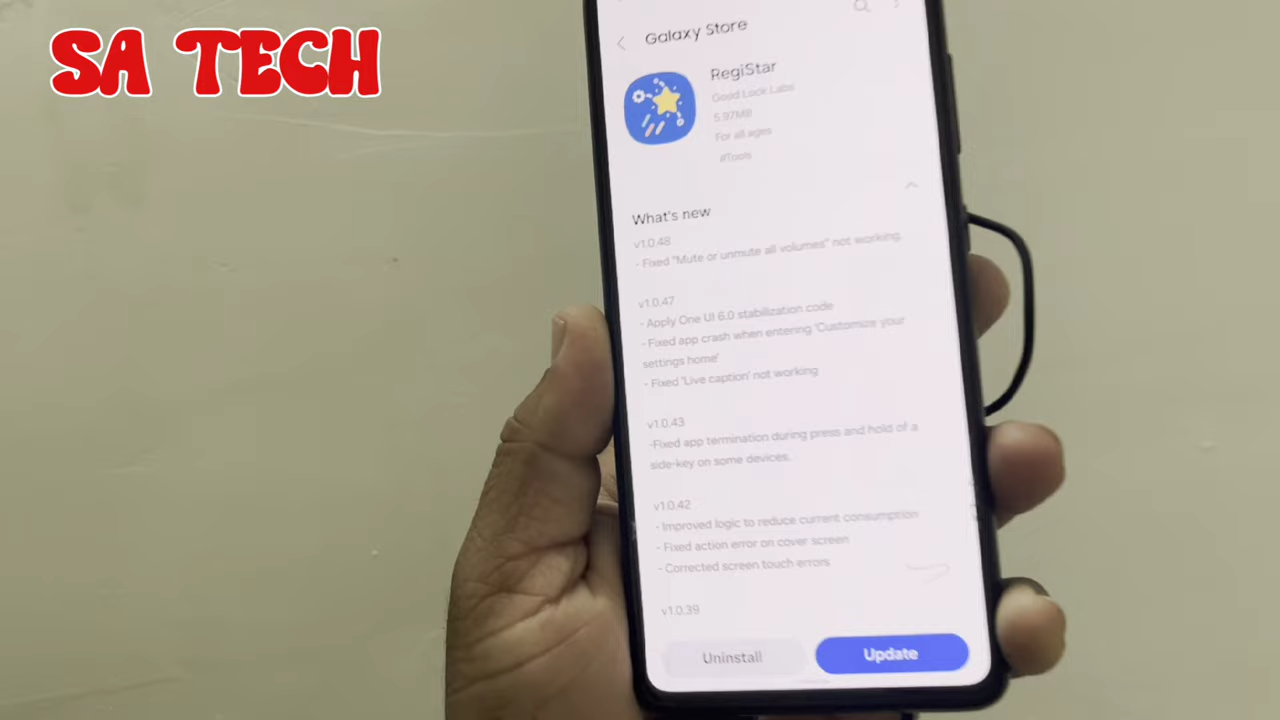 SA TECH
Galaxy Store
RegiStar
Good Lock Labs
5.97MB
For all ages
#Tools
What's new
v1.0.48
- Fixed "Mute or unmute all volumes" not working.
v1.0.47
- Apply One UI 6.0 stabilization code
- Fixed app crash when entering 'Customize your
settings home'
- Fixed 'Live caption' not working
v1.0.43
-Fixed app termination during press and hold of a
side-key on some devices.
v1.0.42
- Improved logic to reduce current consumption
- Fixed action error on cover screen
- Corrected screen touch errors
v1.0.39
Uninstall
Update